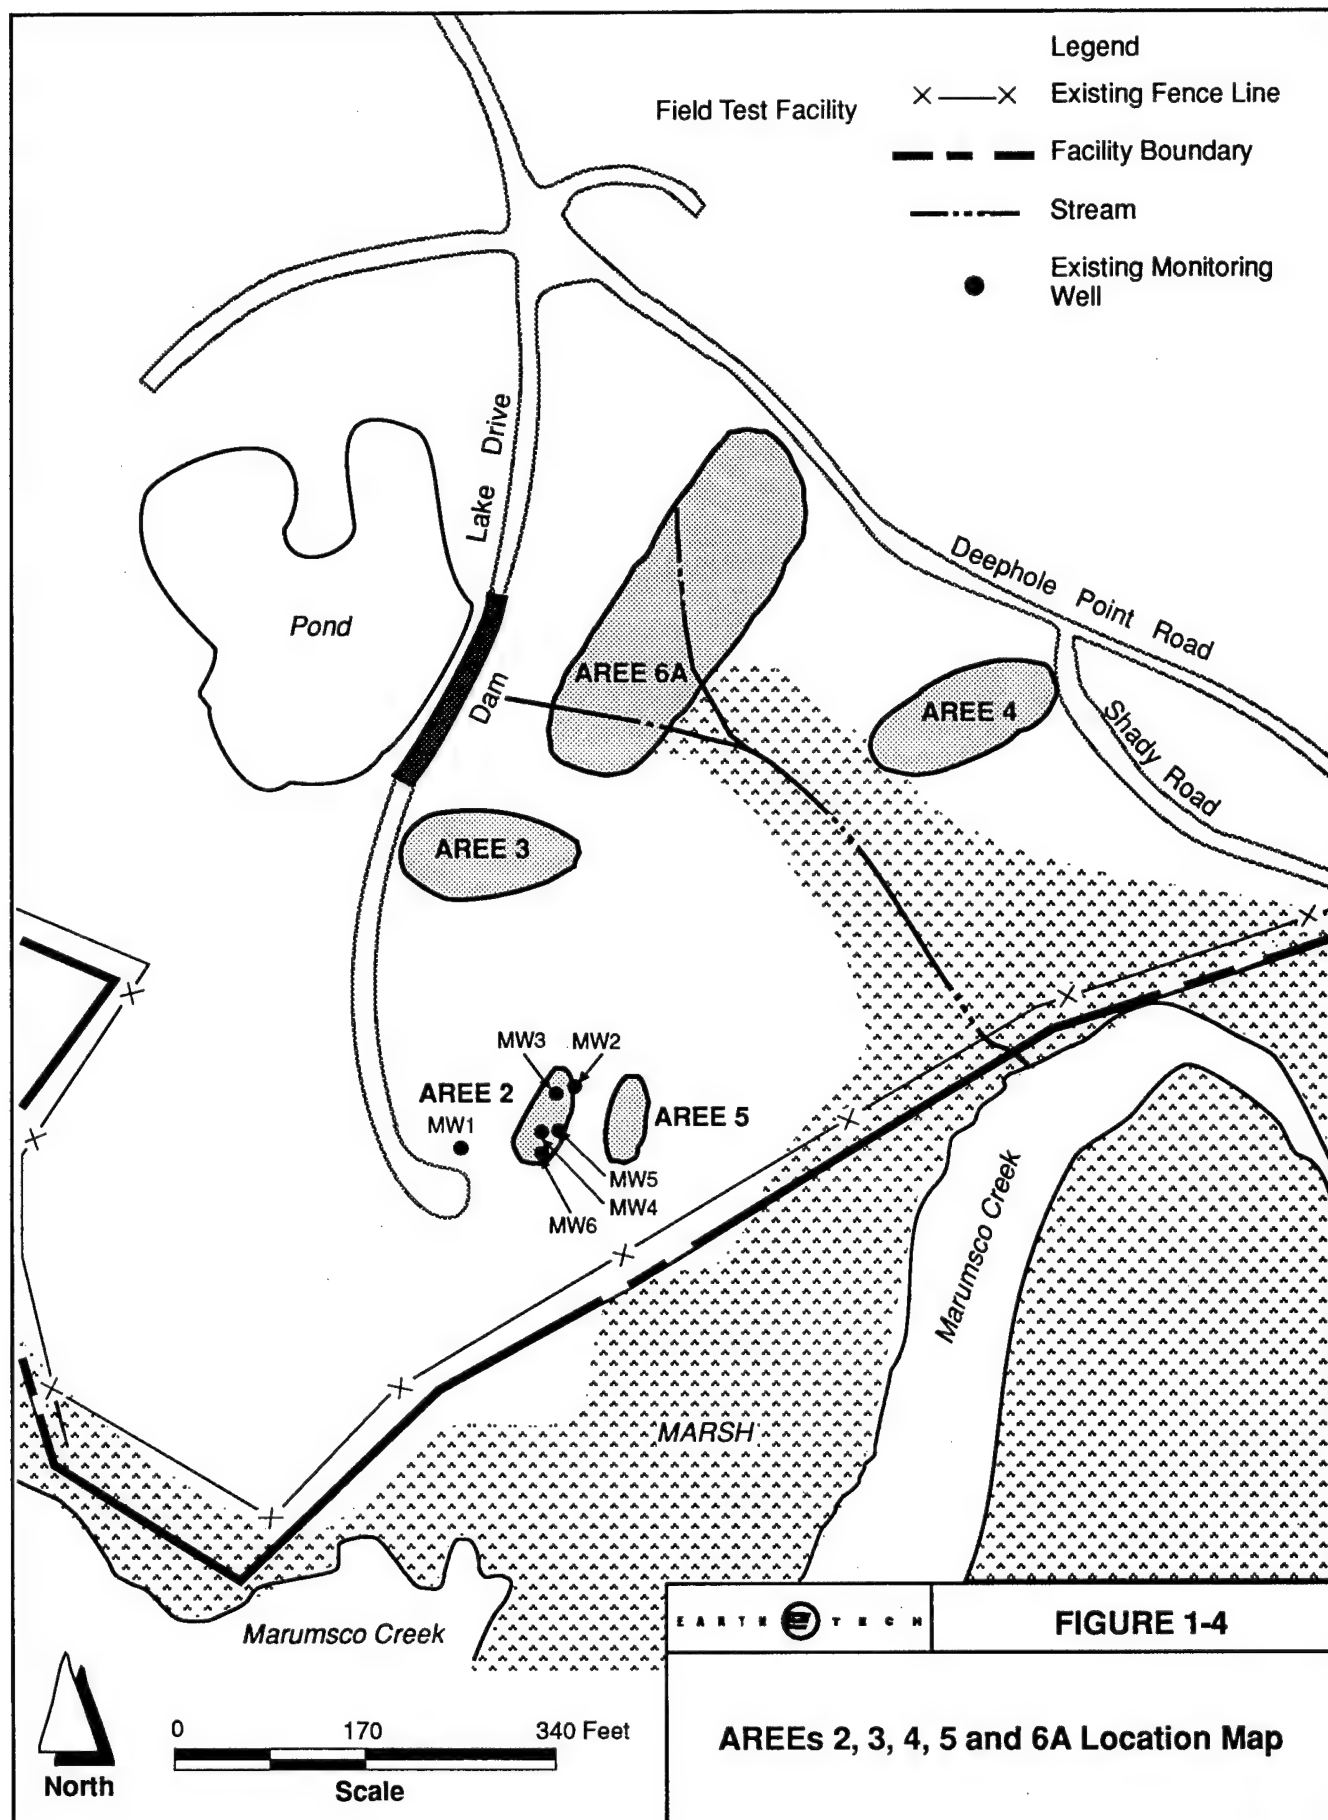 Legend
Field Test Facility
Existing Fence Line
Facility Boundary
Stream
Existing Monitoring
Well
Lake Drive
Deephole Point Road
Pond
AREE 6A
Dam
AREE 4
Shady Road
AREE 3
MW3
MW2
AREE 2
MW1
AREE 5
MW5
MW4
MW6
Marumsco Creek
MARSH
Marumsco Creek
EARTH TECH
FIGURE 1-4
AREEs 2, 3, 4, 5 and 6A Location Map
0 170 340 Feet
Scale
North